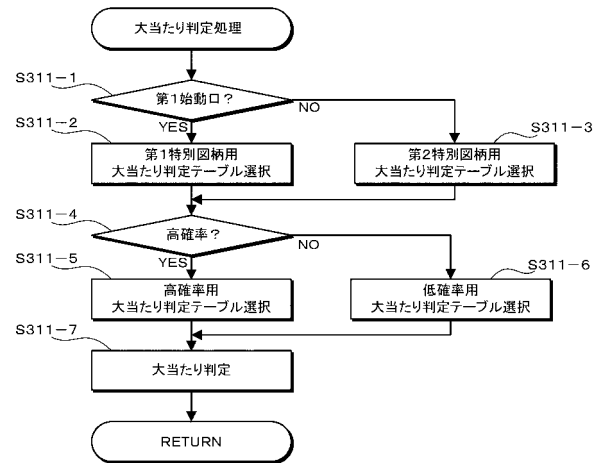 大当たり判定処理
S311-1
第1始動口？
NO
YES
S311-2
第1特別図柄用
大当たり判定テーブル選択
S311-3
第2特別図柄用
大当たり判定テーブル選択
S311-4
高確率？
NO
YES
S311-5
高確率用
大当たり判定テーブル選択
S311-6
低確率用
大当たり判定テーブル選択
S311-7
大当たり判定
RETURN